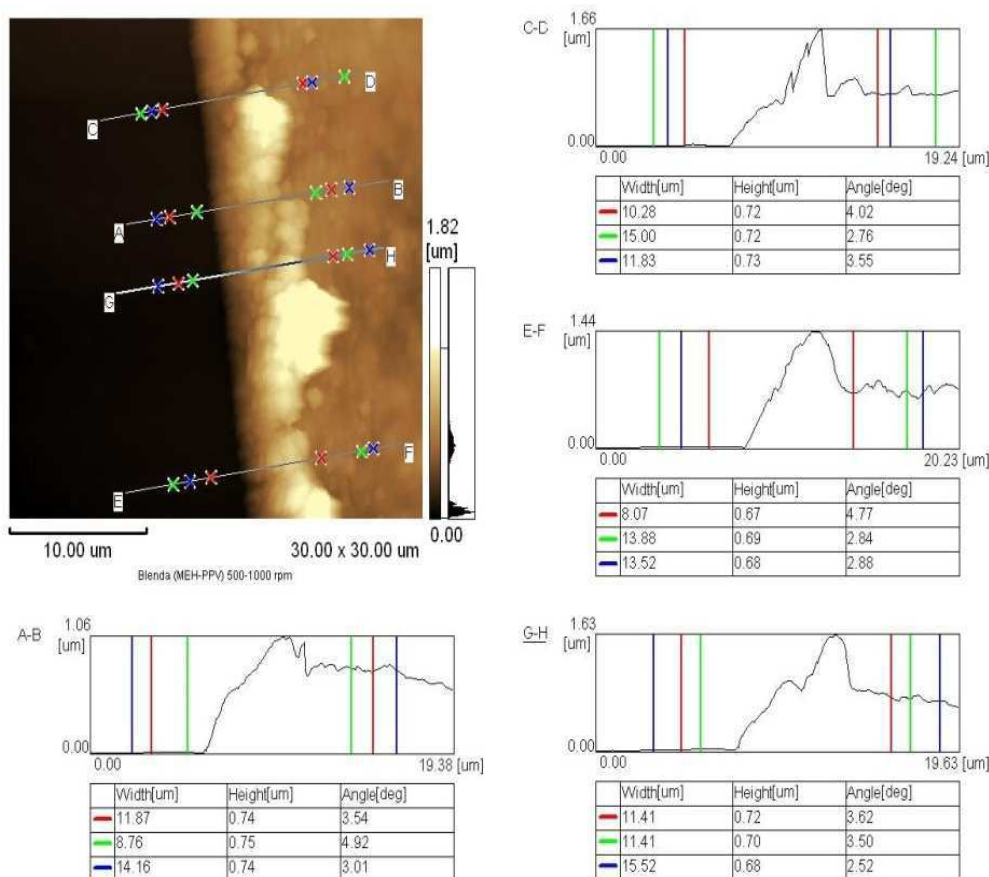 C
D
A
B
G
H
E
F
1.82
[um]
0.00
10.00 um
30.00 x 30.00 um
Blenda (MEH-PPV) 500-1000 rpm
C-D
1.66
[um]
0.00
0.00 19.24 [um]
Width[um] Height[um] Angle[deg]
10.28 0.72 4.02
15.00 0.72 2.76
11.83 0.73 3.55
E-F
1.44
[um]
0.00
0.00 20.23 [um]
Width[um] Height[um] Angle[deg]
8.07 0.67 4.77
13.88 0.69 2.84
13.52 0.68 2.88
A-B
1.06
[um]
0.00
0.00 19.38 [um]
Width[um] Height[um] Angle[deg]
11.87 0.74 3.54
8.76 0.75 4.92
14.16 0.74 3.01
G-H
1.63
[um]
0.00
0.00 19.63 [um]
Width[um] Height[um] Angle[deg]
11.41 0.72 3.62
11.41 0.70 3.50
15.52 0.68 2.52